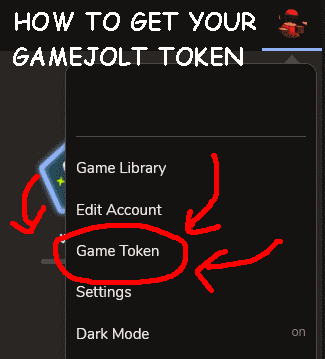 HOW TO GET YOUR
GAMEJOLT TOKEN
Game Library
Edit Account
Game Token
Settings
Dark Mode on